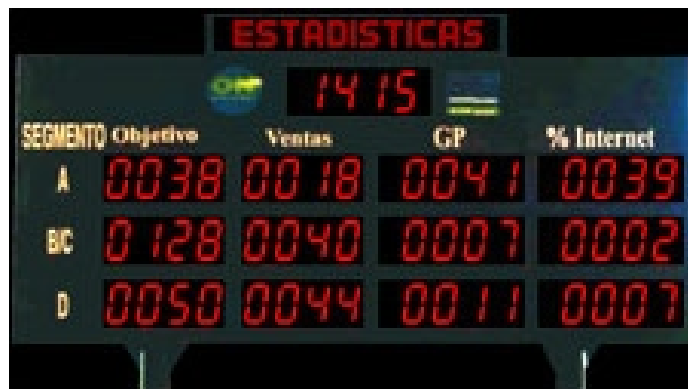 ESTADISTICAS
1415
SEGMENTO Objetivo Ventas GP % Internet
A 0038 0018 0041 0039
B/C 0128 0040 0007 0002
D 0050 0044 0011 0007